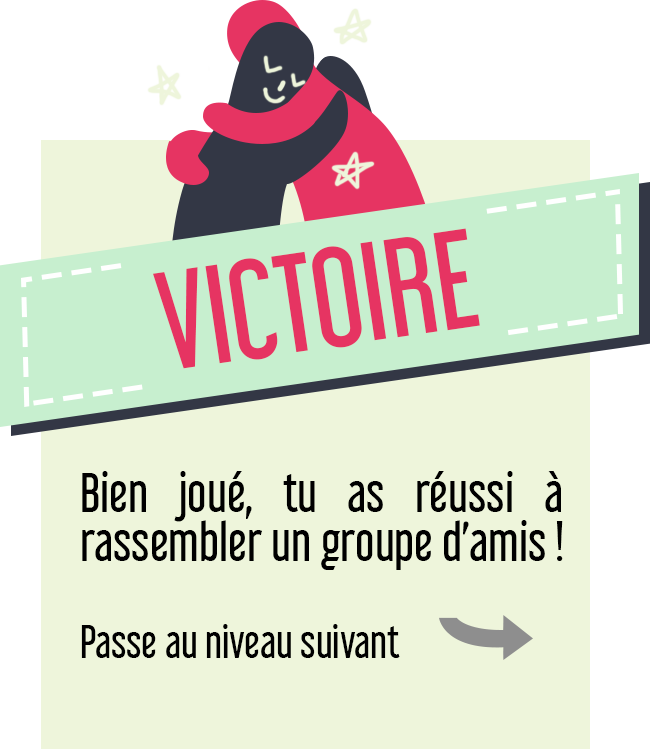 VICTOIRE
Bien joué, tu as réussi à
rassembler un groupe d'amis !
Passe au niveau suivant